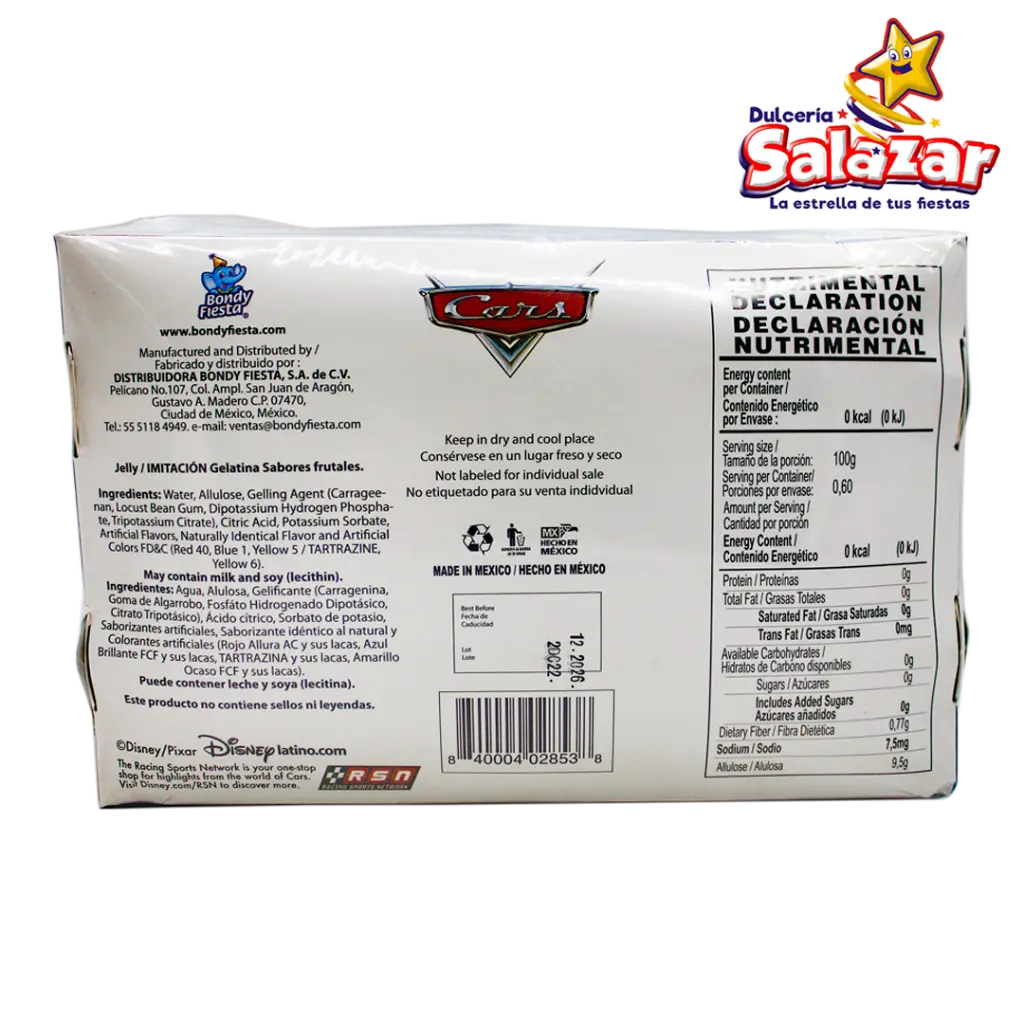 Dulcería
Salazar
La estrella de tus fiestas
Bondy
Fiesta®
www.bondyfiesta.com
Manufactured and Distributed by /
Fabricado y distribuido por :
DISTRIBUIDORA BONDY FIESTA, S.A. de C.V.
Pelícano No.107, Col. Ampl. San Juan de Aragón,
Gustavo A. Madero C.P. 07470,
Ciudad de México, México.
Tel.: 55 5118 4949. e-mail: ventas@bondyfiesta.com
Jelly / IMITACIÓN Gelatina Sabores frutales.
Ingredients: Water, Allulose, Gelling Agent (Carragee-
nan, Locust Bean Gum, Dipotassium Hydrogen Phospha-
te, Tripotassium Citrate), Citric Acid, Potassium Sorbate,
Artificial Flavors, Naturally Identical Flavor and Artificial
Colors FD&C (Red 40, Blue 1, Yellow 5 / TARTRAZINE,
Yellow 6).
May contain milk and soy (lecithin).
Ingredientes: Agua, Alulosa, Gelificante (Carragenina,
Goma de Algarrobo, Fosfáto Hidrogenado Dipotásico,
Citrato Tripotásico), Ácido cítrico, Sorbato de potasio,
Saborizantes artificiales, Saborizante idéntico al natural y
Colorantes artificiales (Rojo Allura AC y sus lacas, Azul
Brillante FCF y sus lacas, TARTRAZINA y sus lacas, Amarillo
Ocaso FCF y sus lacas).
Puede contener leche y soya (lecitina).
Este producto no contiene sellos ni leyendas.
©Disney/Pixar Disneylatino.com
The Racing Sports Network is your one-stop
shop for highlights from the world of Cars.
Visit Disney.com/RSN to discover more.
RSN
RACING SPORTS NETWORK
Cars
Keep in dry and cool place
Consérvese en un lugar freso y seco
Not labeled for individual sale
No etiquetado para su venta indidvidual
MX
HECHO EN
MÉXICO
MADE IN MEXICO / HECHO EN MÉXICO
Best Before
Fecha de
Caducidad
Lot
Lote
12·2026.
20C22.
8 40004 02853 8
NUTRIMENTAL
DECLARATION
DECLARACIÓN
NUTRIMENTAL
Energy content
per Container /
Contenido Energético
por Envase : 0 kcal (0 kJ)
Serving size /
Tamaño de la porción: 100g
Serving per Container/
Porciones por envase: 0,60
Amount per Serving /
Cantidad por porción
Energy Content /
Contenido Energético 0 kcal (0 kJ)
Protein / Proteínas 0g
Total Fat / Grasas Totales 0g
Saturated Fat / Grasa Saturadas 0g
Trans Fat / Grasas Trans 0mg
Available Carbohydrates /
Hidratos de Carbono disponibles 0g
Sugars / Azúcares 0g
Includes Added Sugars
Azúcares añadidos 0g
Dietary Fiber / Fibra Dietética 0,77g
Sodium / Sodio 7,5mg
Allulose / Alulosa 9,5g